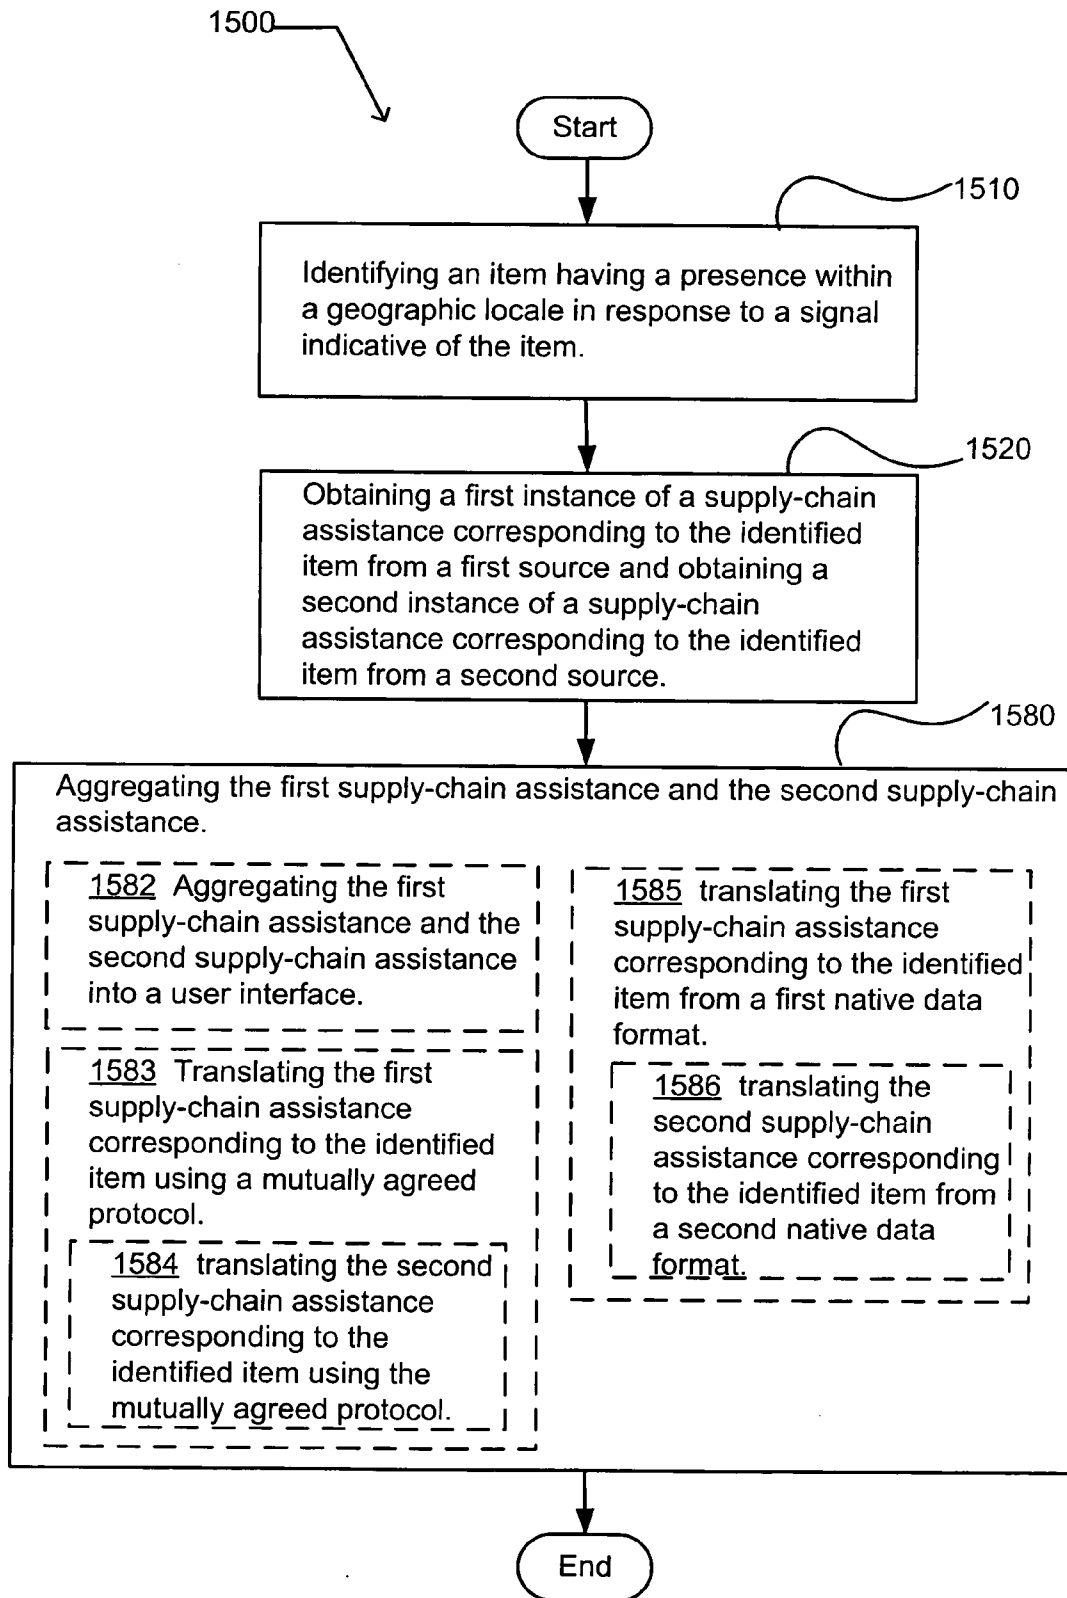 1500
Start
1510
Identifying an item having a presence within
a geographic locale in response to a signal
indicative of the item.
1520
Obtaining a first instance of a supply-chain
assistance corresponding to the identified
item from a first source and obtaining a
second instance of a supply-chain
assistance corresponding to the identified
item from a second source.
1580
Aggregating the first supply-chain assistance and the second supply-chain
assistance.
1582 Aggregating the first
supply-chain assistance and the
second supply-chain assistance
into a user interface.
1583 Translating the first
supply-chain assistance
corresponding to the identified
item using a mutually agreed
protocol.
1584 translating the second
supply-chain assistance
corresponding to the
identified item using the
mutually agreed protocol.
1585 translating the first
supply-chain assistance
corresponding to the identified
item from a first native data
format.
1586 translating the
second supply-chain
assistance corresponding
to the identified item from
a second native data
format.
End